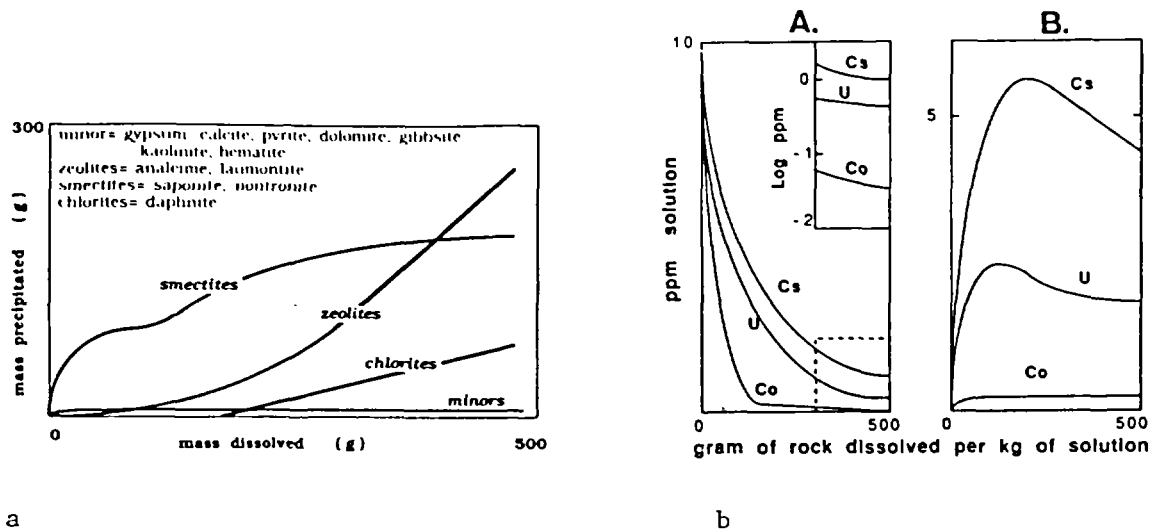 300
minor= gypsum calcite, pyrite, dolomite, gibbsite
kaolinite, hematite
zeolites= analcime, laumontite
smectites= saponite, nontronite
chlorites= daphnite
mass precipitated (g)
smectites
zeolites
chlorites
minors
0
500
mass dissolved (g)
a
A.
10
ppm solution
Cs
U
Co
Log ppm
0
-1
-2
Cs
U
Co
0
500
B.
5
Cs
U
Co
0
500
gram of rock dissolved per kg of solution
b